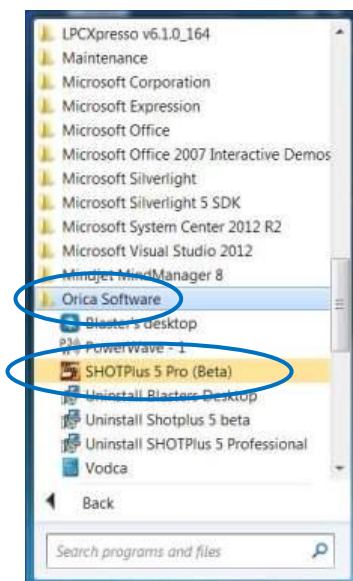 LPCXpresso v6.1.0_164
Maintenance
Microsoft Corporation
Microsoft Expression
Microsoft Office
Microsoft Office 2007 Interactive Demos
Microsoft Silverlight
Microsoft Silverlight 5 SDK
Microsoft System Center 2012 R2
Microsoft Visual Studio 2012
Mindjet MindManager 8
Orica Software
Blaster's desktop
PowerWave - 1
SHOTPlus 5 Pro (Beta)
Uninstall Blasters Desktop
Uninstall Shotplus 5 beta
Uninstall SHOTPlus 5 Professional
Vodca
Back
Search programs and files